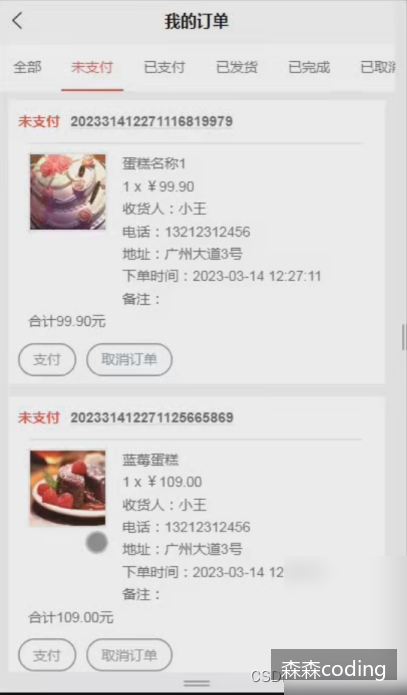 我的订单
全部 未支付 已支付 已发货 已完成 已取消
未支付 202331412271116819979
蛋糕名称1
1 x ￥99.90
收货人：小王
电话：13212312456
地址：广州大道3号
下单时间：2023-03-14 12:27:11
备注：
合计99.90元
支付 取消订单
未支付 202331412271125665869
蓝莓蛋糕
1 x ￥109.00
收货人：小王
电话：13212312456
地址：广州大道3号
下单时间：2023-03-14 12
备注：
合计109.00元
支付 取消订单
森森coding